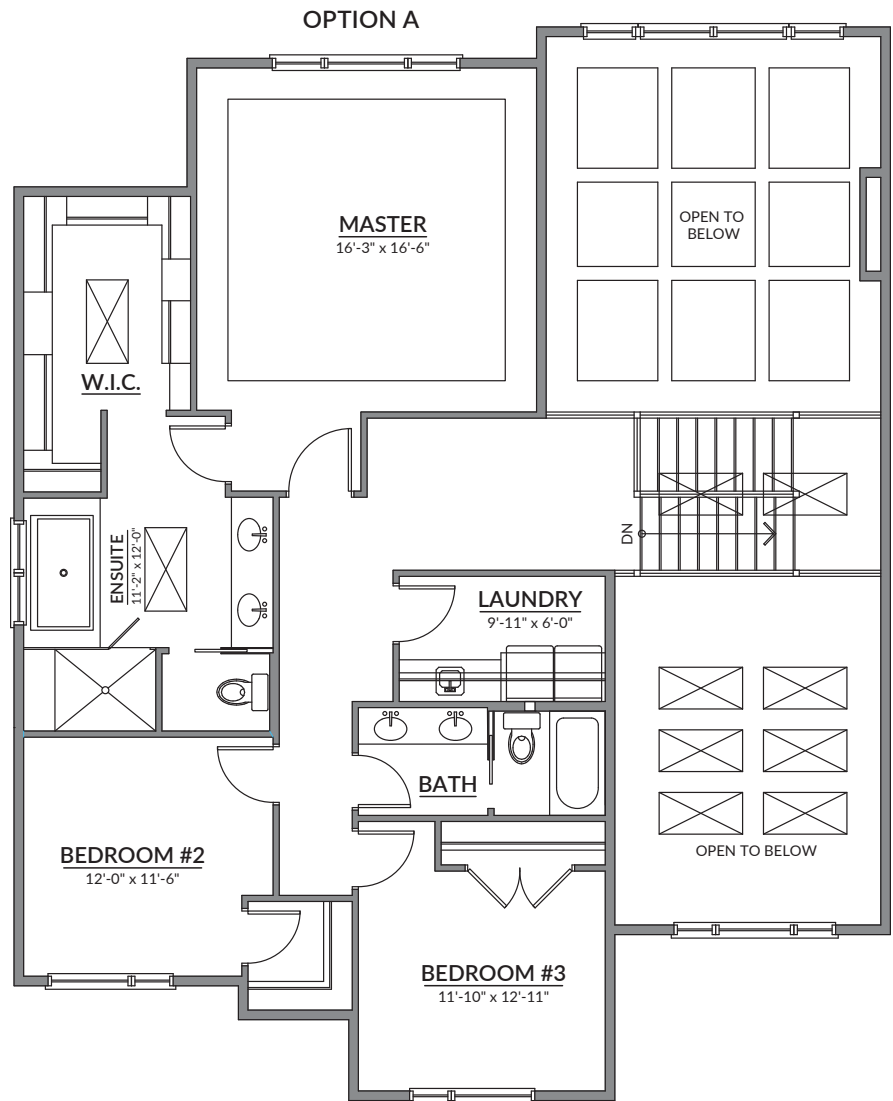 OPTION A
MASTER
16'-3" x 16'-6"
OPEN TO
BELOW
W.I.C.
ENSUITE
11'-2" x 12'-0"
DN
LAUNDRY
9'-11" x 6'-0"
BATH
OPEN TO BELOW
BEDROOM #2
12'-0" x 11'-6"
BEDROOM #3
11'-10" x 12'-11"